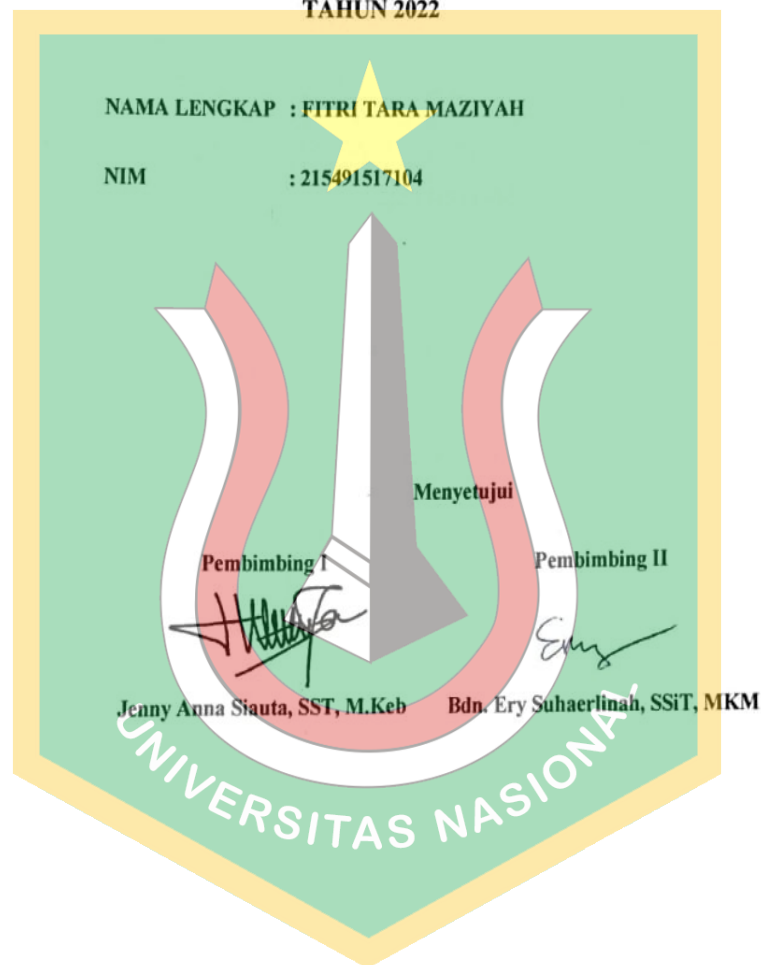 TAHUN 2022
NAMA LENGKAP : FITRI TARA MAZIYAH
NIM : 215491517104
Menyetujui
Pembimbing I Pembimbing II
Jenny Anna Siauta, SST, M.Keb Bdn. Ery Suhaerlinah, SSiT, MKM
UNIVERSITAS NASIONAL